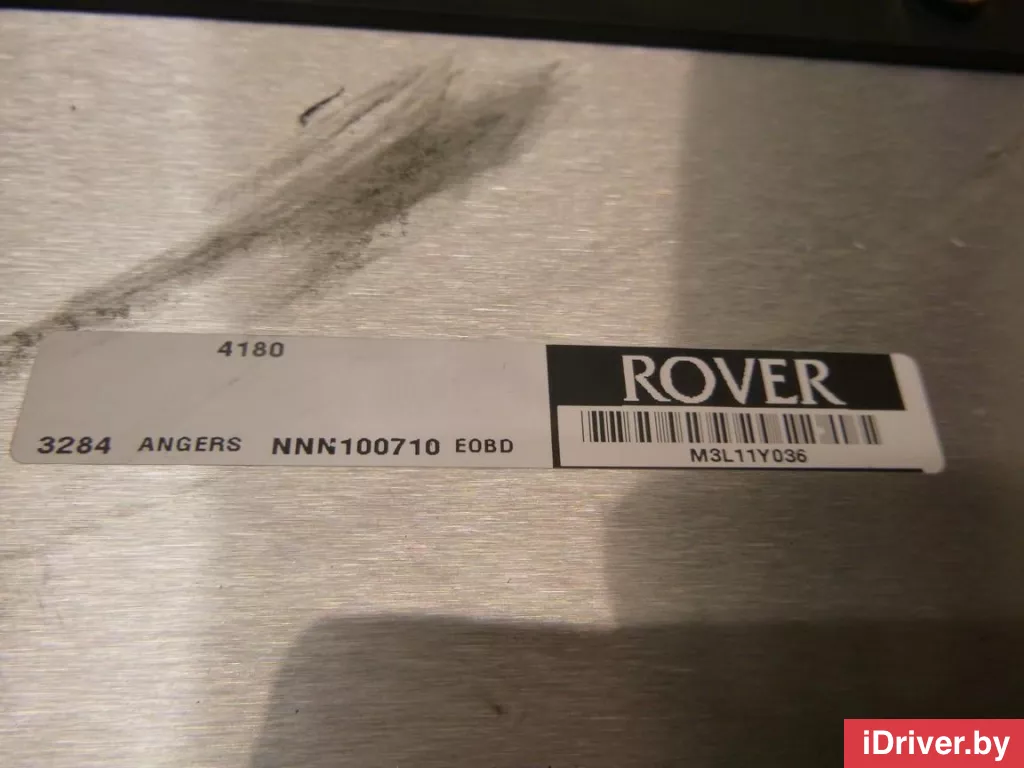 4180
3284 ANGERS NNN100710 EOBD
ROVER
M3L11Y036
iDriver.by